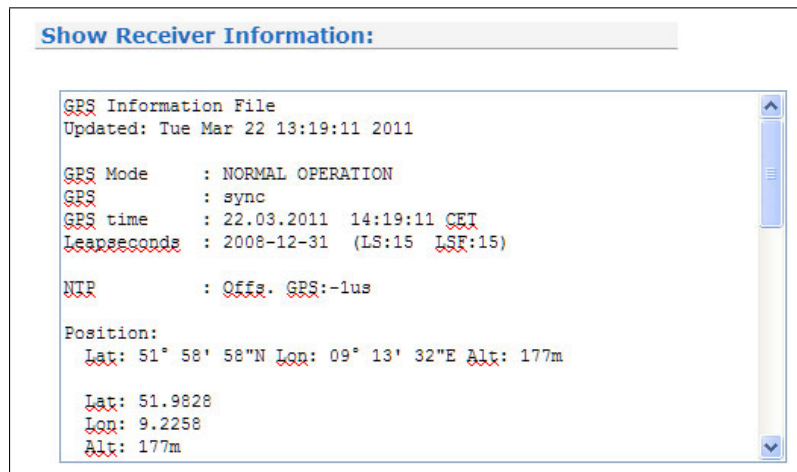 Show Receiver Information:
GPS Information File
Updated: Tue Mar 22 13:19:11 2011
GPS Mode : NORMAL OPERATION
GPS : sync
GPS time : 22.03.2011 14:19:11 CET
Leapseconds : 2008-12-31 (LS:15 LSF:15)
NTP : Offs. GPS:-1us
Position:
Lat: 51° 58' 58"N Lon: 09° 13' 32"E Alt: 177m
Lat: 51.9828
Lon: 9.2258
Alt: 177m